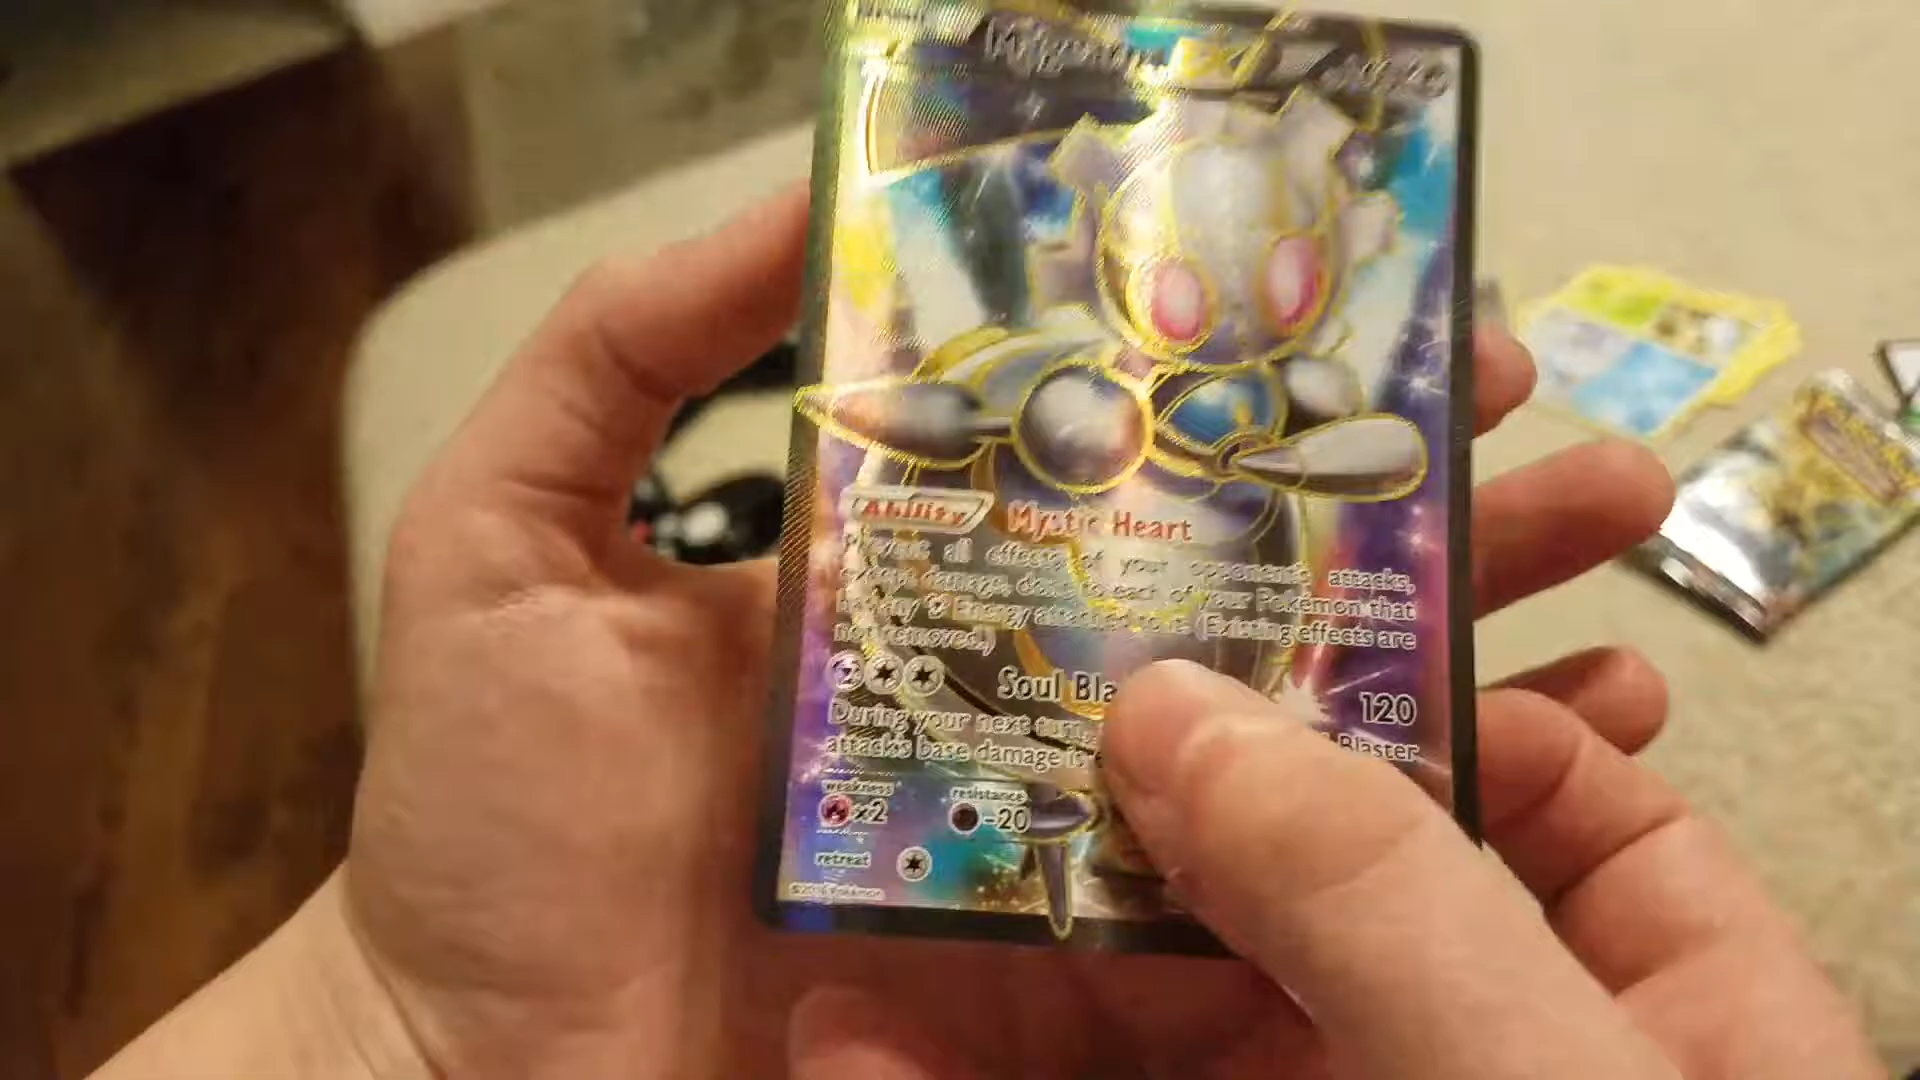 Ability Mystic Heart
Prevent all effects of your opponent's attacks,
except damage, done to each of your Pokémon that
has any Energy attached to it. (Existing effects are
not removed.)
Soul Bla 120
During your next turn, Blaster
attack's base damage is
weakness resistance
×2 -20
retreat
©2016 Pokémon